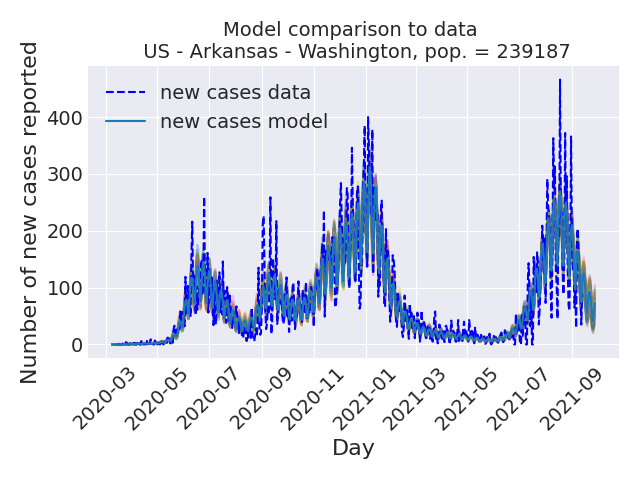 Model comparison to data
US - Arkansas - Washington, pop. = 239187
Number of new cases reported
400
300
200
100
0
new cases data
new cases model
2020-03
2020-05
2020-07
2020-09
2020-11
2021-01
2021-03
2021-05
2021-07
2021-09
Day